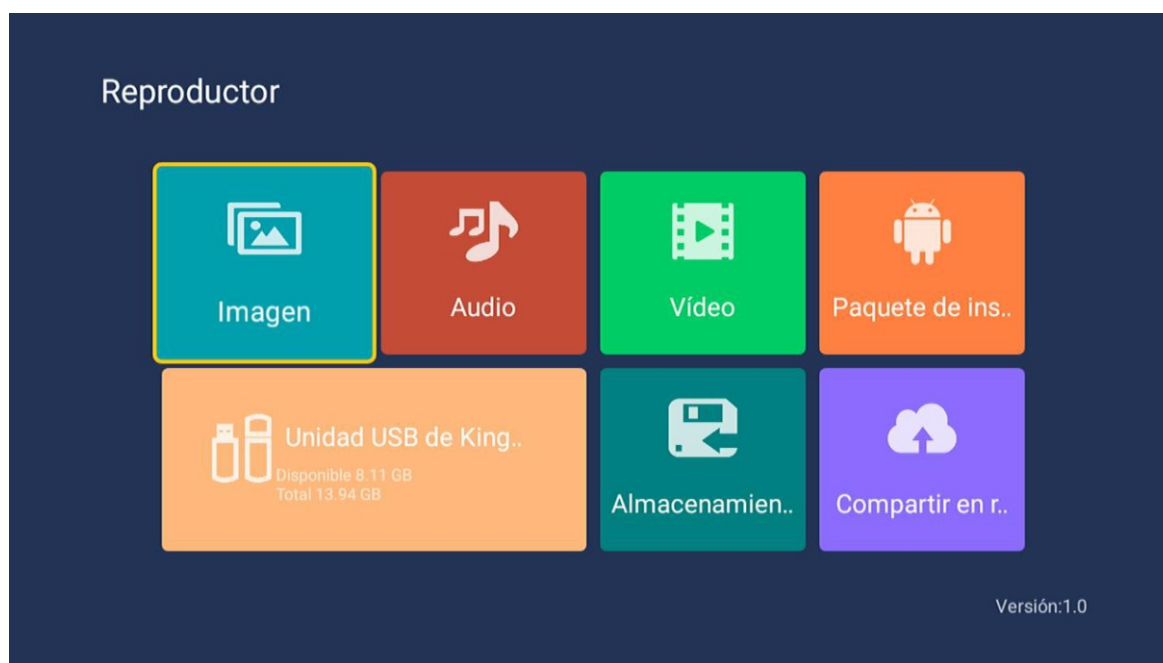 Reproductor
Imagen
Audio
Vídeo
Paquete de ins..
Unidad USB de King..
Disponible 8.11 GB
Total 13.94 GB
Almacenamien..
Compartir en r..
Versión:1.0